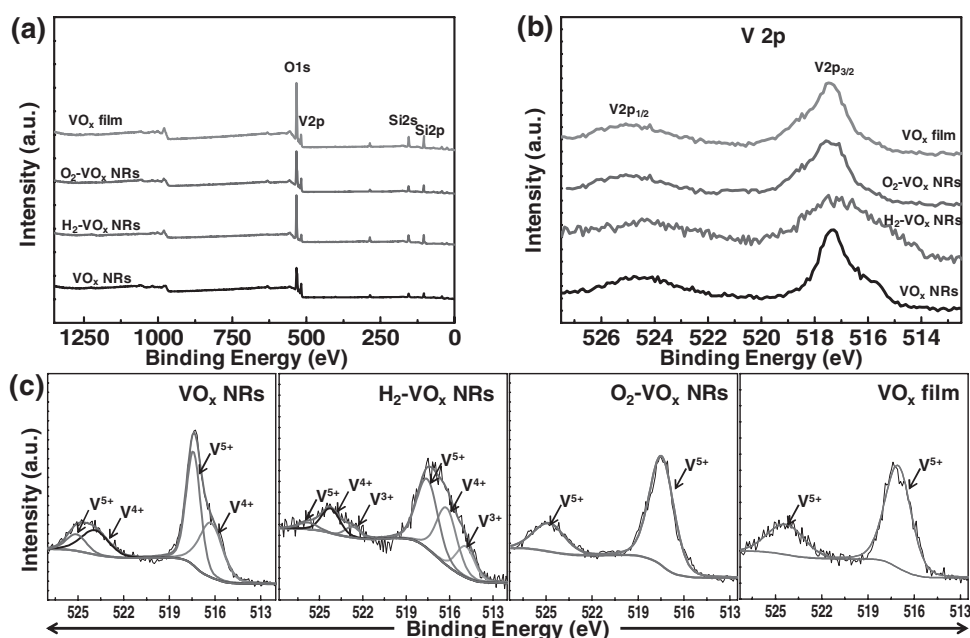 (a)
Intensity (a.u.)
O1s
V2p
Si2s
Si2p
VOₓ film
O₂-VOₓ NRs
H₂-VOₓ NRs
VOₓ NRs
1250 1000 750 500 250 0
Binding Energy (eV)
(b)
V 2p
Intensity (a.u.)
V2p₃/₂
V2p₁/₂
VOₓ film
O₂-VOₓ NRs
H₂-VOₓ NRs
VOₓ NRs
526 524 522 520 518 516 514
Binding Energy (eV)
(c)
Intensity (a.u.)
VOₓ NRs
V⁵⁺
V⁴⁺
V⁵⁺
V⁴⁺
525 522 519 516 513
H₂-VOₓ NRs
V⁵⁺
V⁴⁺
V³⁺
V⁵⁺
V⁴⁺
V³⁺
525 522 519 516 513
O₂-VOₓ NRs
V⁵⁺
V⁵⁺
525 522 519 516 513
VOₓ film
V⁵⁺
V⁵⁺
525 522 519 516 513
Binding Energy (eV)